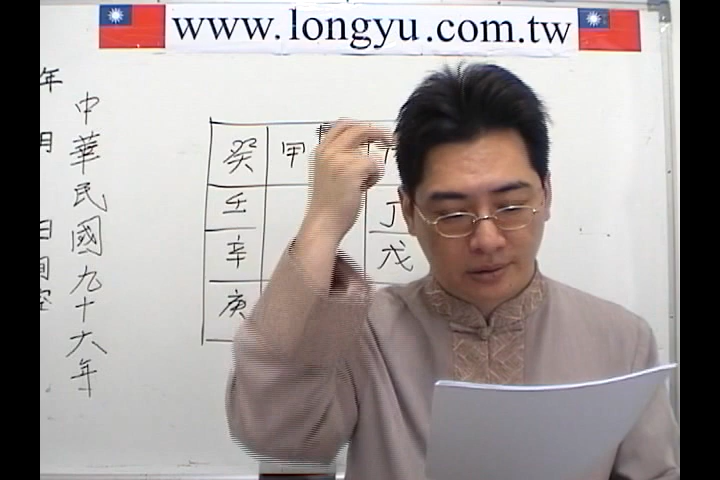 www.longyu.com.tw
中華民國九十六年
癸 甲
壬 丁
辛 戊
庚
年
月
日